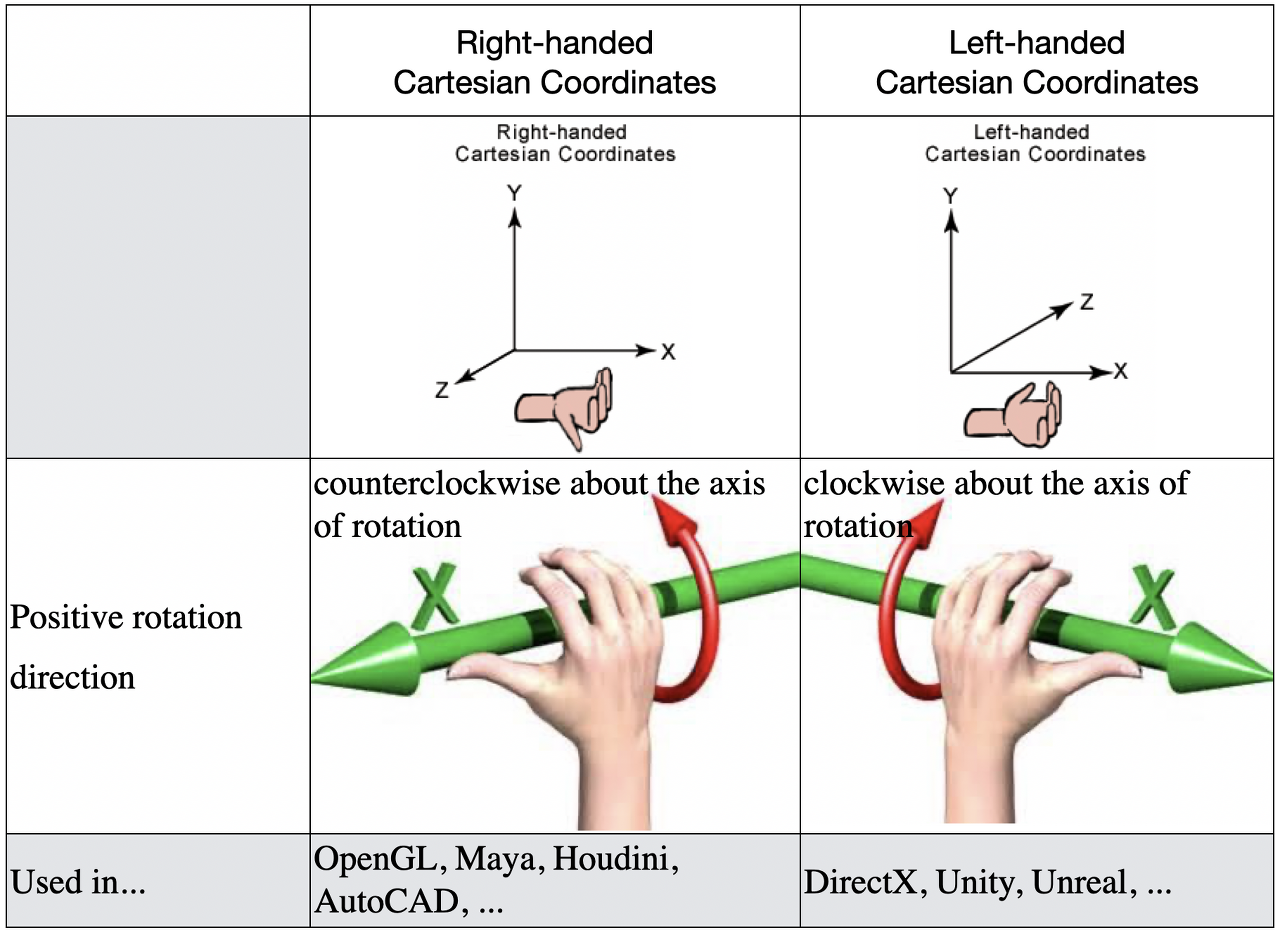 Right-handed
Cartesian Coordinates
Left-handed
Cartesian Coordinates
Right-handed
Cartesian Coordinates
Y
X
Z
Left-handed
Cartesian Coordinates
Y
Z
X
Positive rotation
direction
counterclockwise about the axis
of rotation
X
clockwise about the axis of
rotation
X
Used in...
OpenGL, Maya, Houdini,
AutoCAD, ...
DirectX, Unity, Unreal, ...